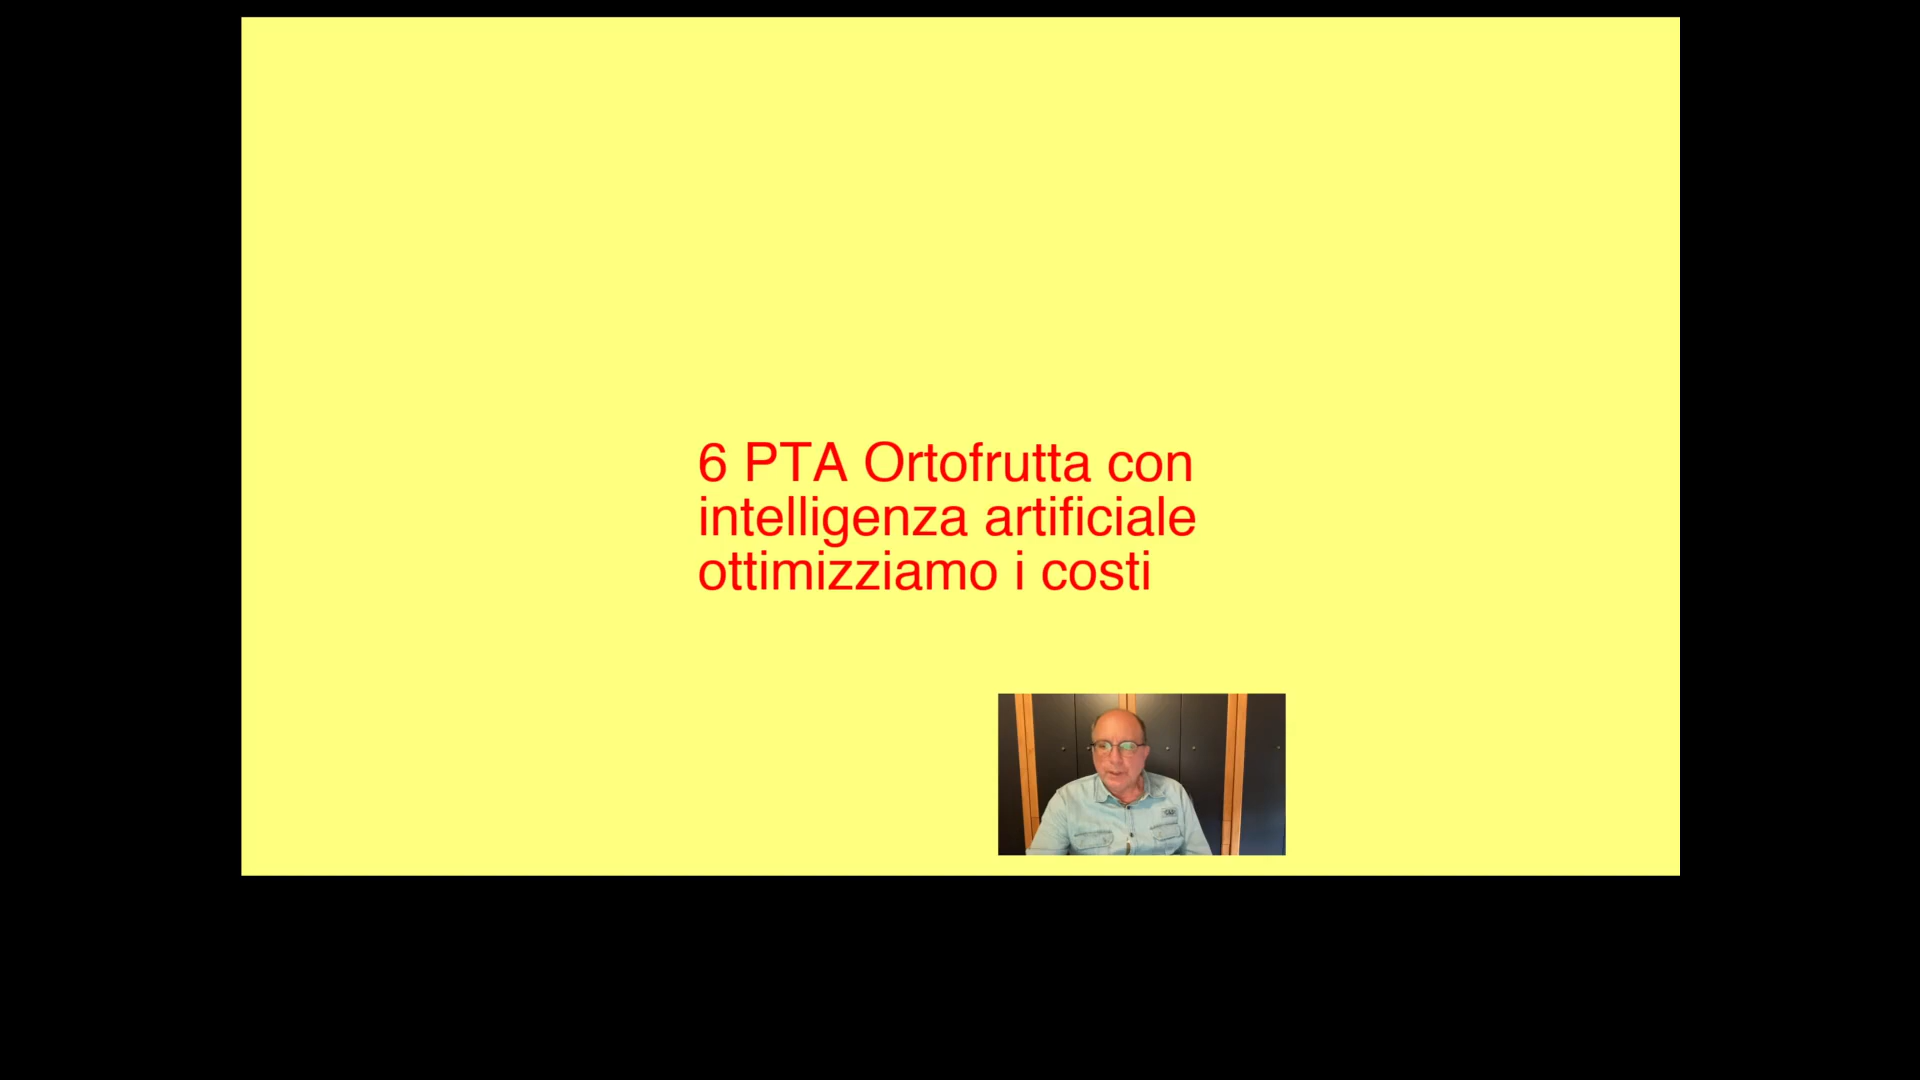 6 PTA Ortofrutta con
intelligenza artificiale
ottimizziamo i costi